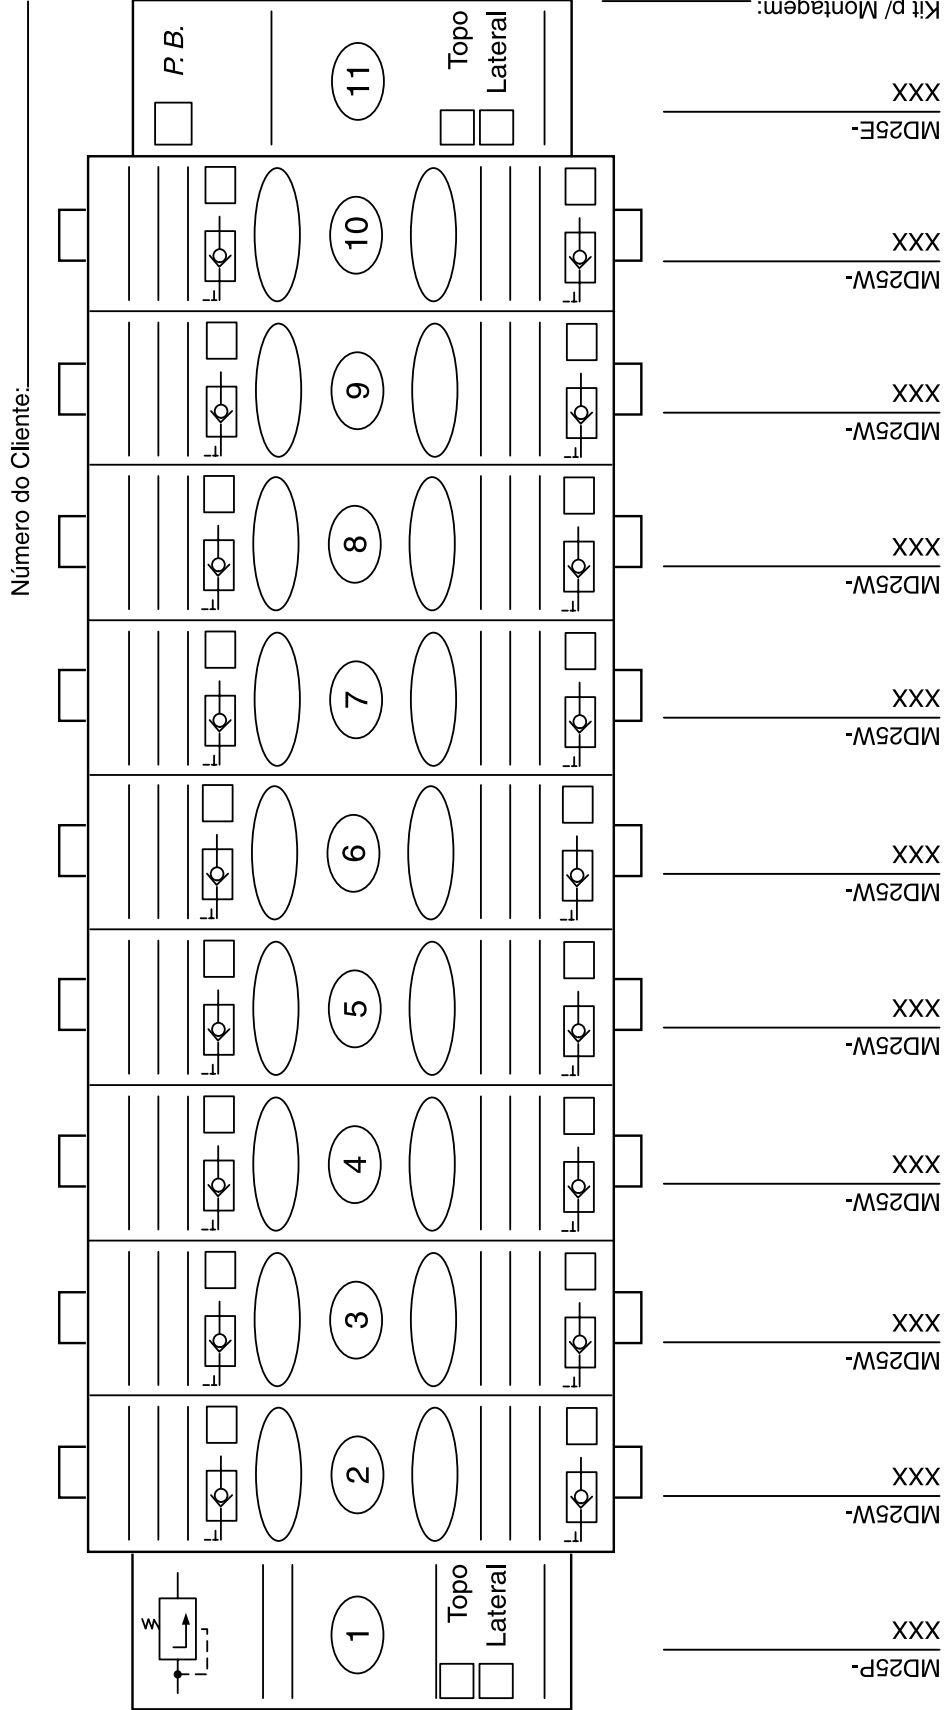 Número do Cliente:
P. B.
11
Topo
Lateral
10
9
8
7
6
5
4
3
2
1
Topo
Lateral
Kit p/ Montagem:
MD25E-
XXX
MD25W-
XXX
MD25W-
XXX
MD25W-
XXX
MD25W-
XXX
MD25W-
XXX
MD25W-
XXX
MD25W-
XXX
MD25W-
XXX
MD25W-
XXX
MD25P-
XXX